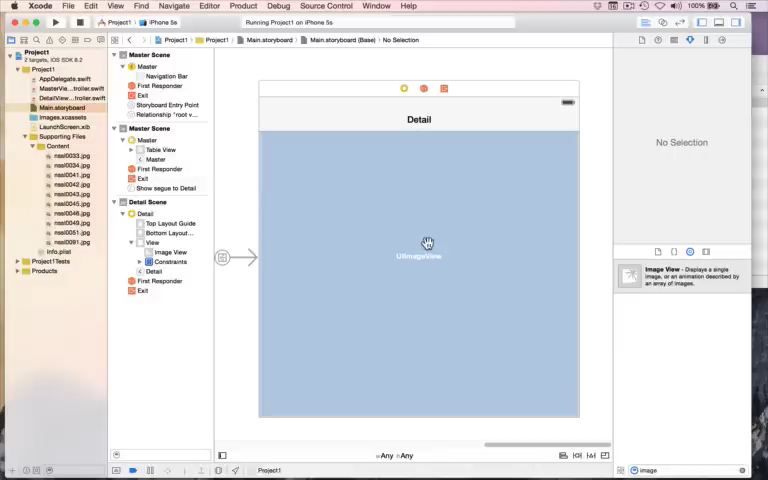 Xcode File Edit View Find Navigate Editor Product Debug Source Control Window Help 100%
Project1 iPhone 5s Running Project1 on iPhone 5s
Project1 Project1 Main.storyboard Main.storyboard (Base) No Selection
Project1
2 targets, iOS SDK 8.2
Project1
AppDelegate.swift
MasterVie...troller.swift
DetailView...troller.swift
Main.storyboard
Images.xcassets
LaunchScreen.xib
Supporting Files
Content
nssl0033.jpg
nssl0034.jpg
nssl0041.jpg
nssl0042.jpg
nssl0043.jpg
nssl0045.jpg
nssl0046.jpg
nssl0049.jpg
nssl0051.jpg
nssl0091.jpg
Info.plist
Project1Tests
Products
Master Scene
Master
Navigation Bar
First Responder
Exit
Storyboard Entry Point
Relationship "root v...
Master Scene
Master
Table View
Master
First Responder
Exit
Show segue to Detail
Detail Scene
Detail
Top Layout Guide
Bottom Layout...
View
Image View
Constraints
Detail
First Responder
Exit
Detail
UIImageView
wAny hAny
Project1
No Selection
Image View - Displays a single
image, or an animation described by
an array of images.
image